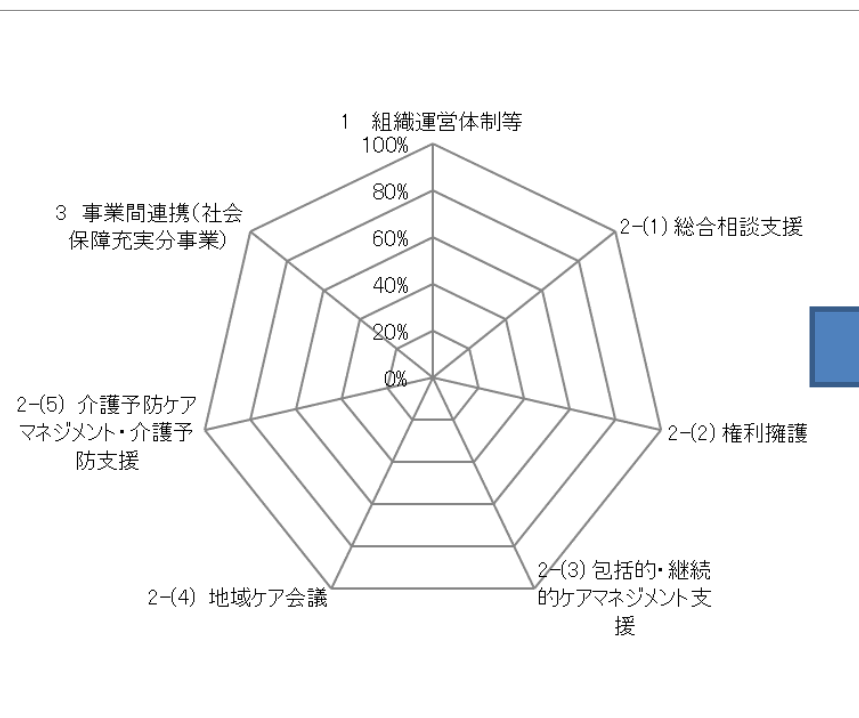 1　組織運営体制等
100%
80%
60%
40%
20%
0%
2-(1) 総合相談支援
2-(2) 権利擁護
2-(3) 包括的・継続
的ケアマネジメント支
援
2-(4) 地域ケア会議
2-(5) 介護予防ケア
マネジメント・介護予
防支援
3 事業間連携(社会
保障充実分事業)